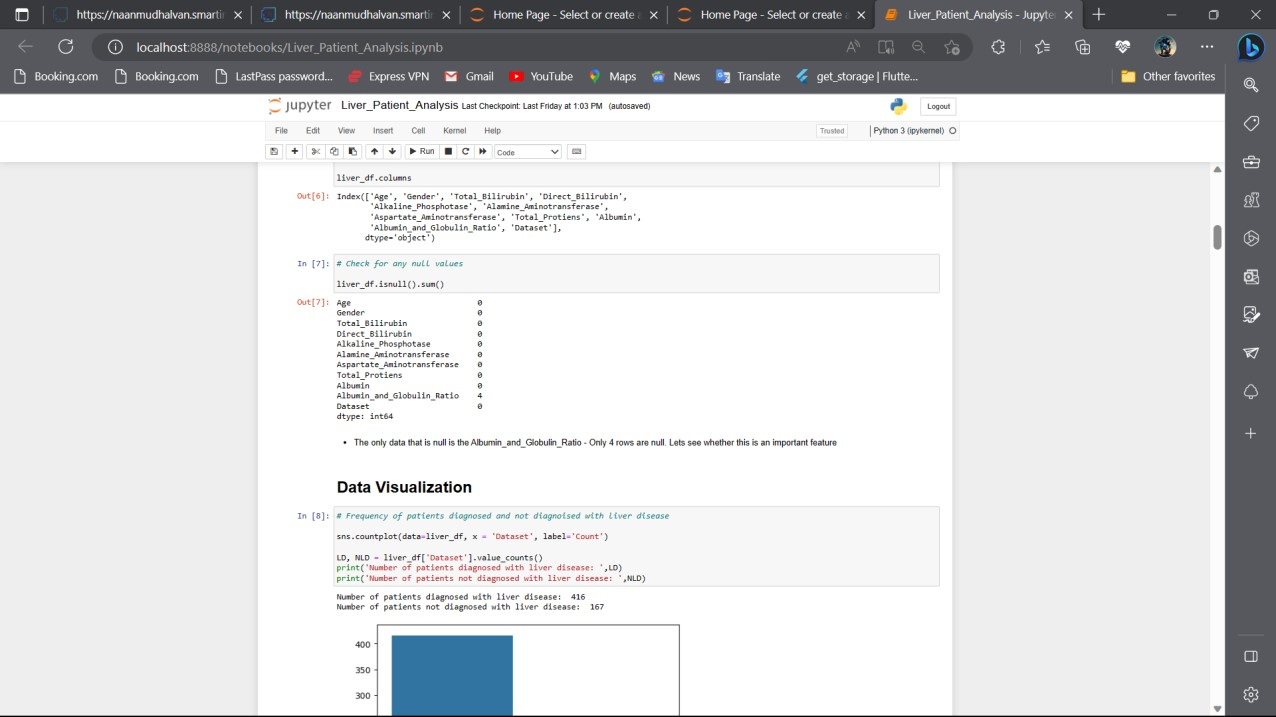 https://naanmudhalvan.smartin
https://naanmudhalvan.smartin
Home Page - Select or create a
Home Page - Select or create a
Liver_Patient_Analysis - Jupyter
localhost:8888/notebooks/Liver_Patient_Analysis.ipynb
Booking.com
Booking.com
LastPass password...
Express VPN
Gmail
YouTube
Maps
News
Translate
get_storage | Flutte...
Other favorites
jupyter Liver_Patient_Analysis Last Checkpoint: Last Friday at 1:03 PM (autosaved)
Logout
File Edit View Insert Cell Kernel Help
Trusted
Python 3 (ipykernel)
Run
Code
liver_df.columns
Out[6]: Index(['Age', 'Gender', 'Total_Bilirubin', 'Direct_Bilirubin',
'Alkaline_Phosphotase', 'Alamine_Aminotransferase',
'Aspartate_Aminotransferase', 'Total_Protiens', 'Albumin',
'Albumin_and_Globulin_Ratio', 'Dataset'],
dtype='object')
In [7]: # Check for any null values
liver_df.isnull().sum()
Out[7]: Age 0
Gender 0
Total_Bilirubin 0
Direct_Bilirubin 0
Alkaline_Phosphotase 0
Alamine_Aminotransferase 0
Aspartate_Aminotransferase 0
Total_Protiens 0
Albumin 0
Albumin_and_Globulin_Ratio 4
Dataset 0
dtype: int64
• The only data that is null is the Albumin_and_Globulin_Ratio - Only 4 rows are null. Lets see whether this is an important feature
Data Visualization
In [8]: # Frequency of patients diagnosed and not diagnoised with liver disease
sns.countplot(data=liver_df, x = 'Dataset', label='Count')
LD, NLD = liver_df['Dataset'].value_counts()
print('Number of patients diagnosed with liver disease: ',LD)
print('Number of patients not diagnosed with liver disease: ',NLD)
Number of patients diagnosed with liver disease:  416
Number of patients not diagnosed with liver disease:  167
400
350
300